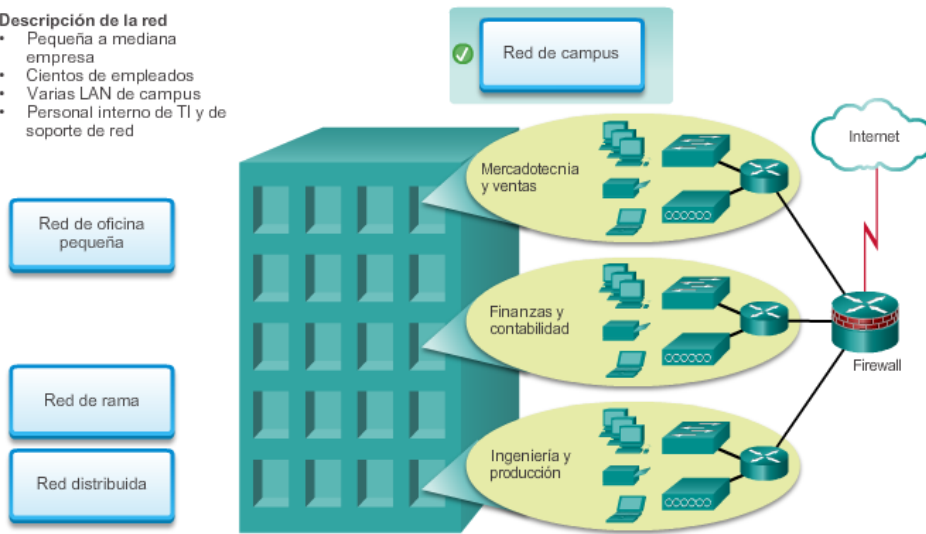 Descripción de la red
• Pequeña a mediana
empresa
• Cientos de empleados
• Varias LAN de campus
• Personal interno de TI y de
soporte de red
Red de campus
Internet
Mercadotecnia
y ventas
Red de oficina
pequeña
Finanzas y
contabilidad
Firewall
Red de rama
Ingeniería y
producción
Red distribuida